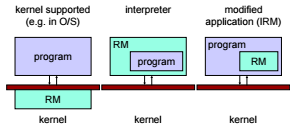 kernel supported
(e.g. in O/S)
interpreter
modified
application (IRM)
program
RM
RM
program
program
RM
kernel
kernel
kernel